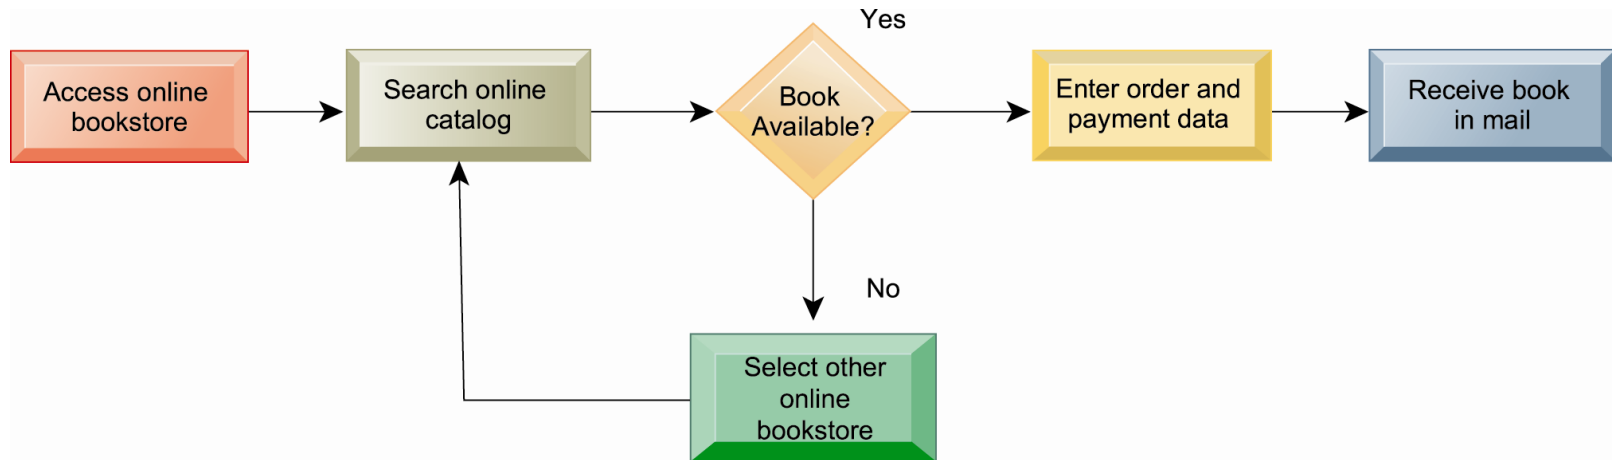 Yes
Access online
bookstore
Search online
catalog
Book
Available?
Enter order and
payment data
Receive book
in mail
No
Select other
online
bookstore